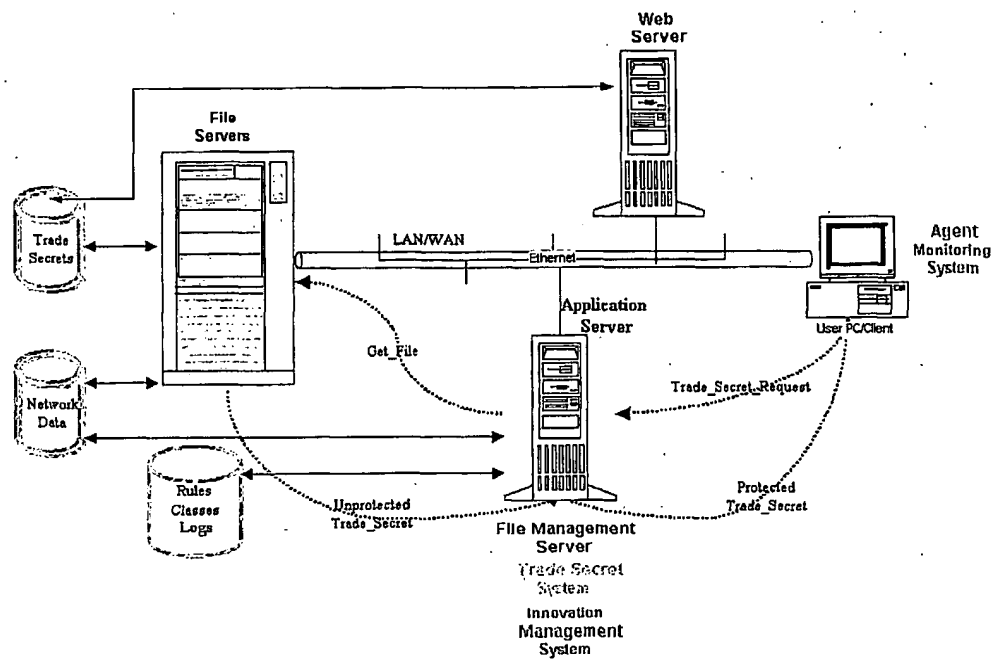 Web
Server
File
Servers
Trade
Secrets
LAN/WAN
Ethernet
Agent
Monitoring
System
User PC/Client
Application
Server
Get_File
Trade_Secret_Request
Network
Data
Rules
Classes
Logs
Unprotected
Trade_Secret
Protected
Trade_Secret
File Management
Server
Trade Secret
System
Innovation
Management
System